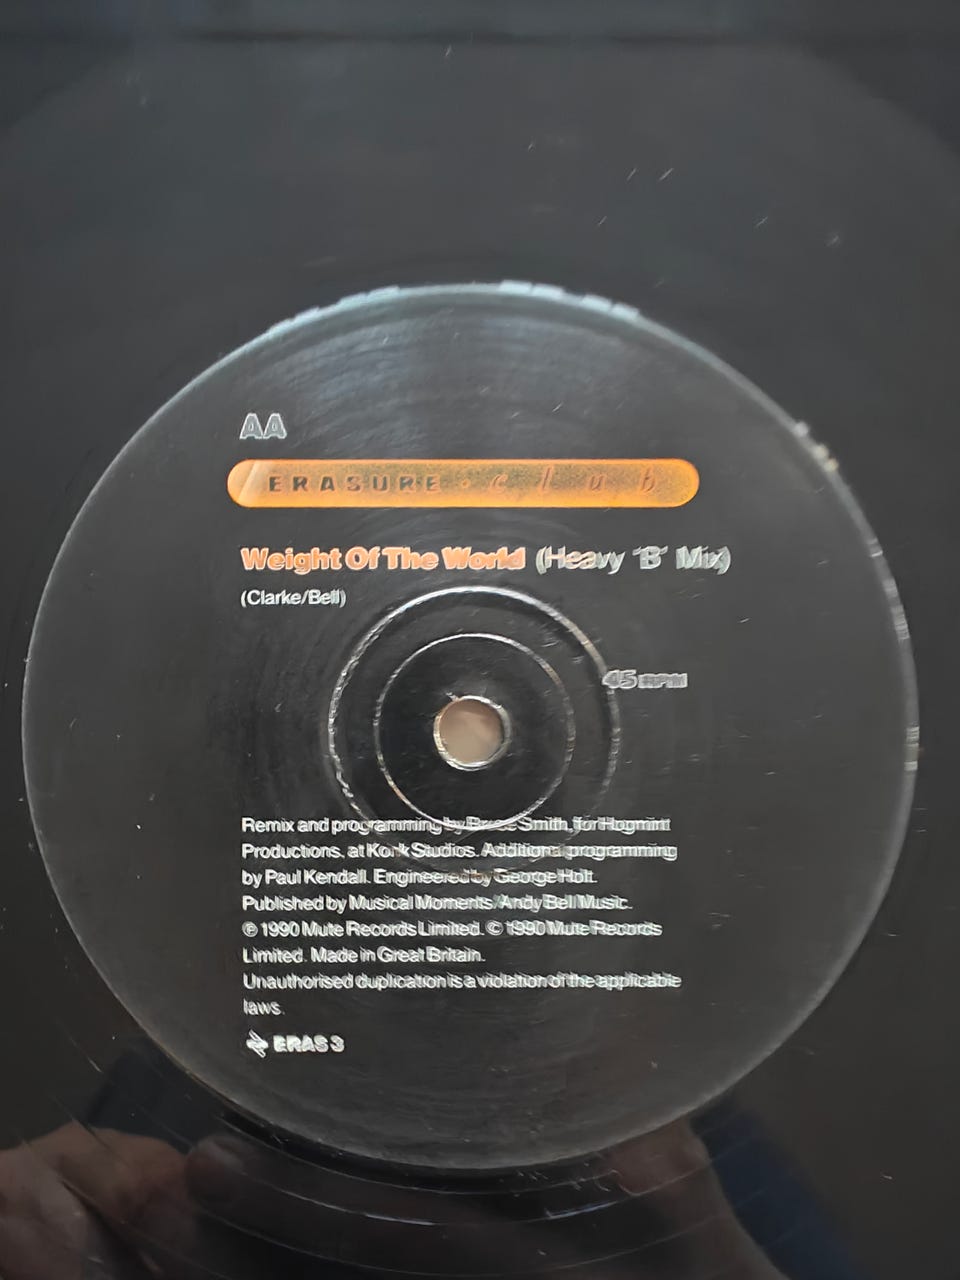 AA
ERASURE · club
Weight Of The World (Heavy 'B' Mix)
(Clarke/Bell)
45 RPM
Remix and programming by Bruce Smith, for Hogmint
Productions, at Konk Studios. Additional programming
by Paul Kendall. Engineered by George Holt.
Published by Musical Moments/Andy Bell Music.
℗ 1990 Mute Records Limited. © 1990 Mute Records
Limited. Made in Great Britain.
Unauthorised duplication is a violation of the applicable
laws.
ERAS 3